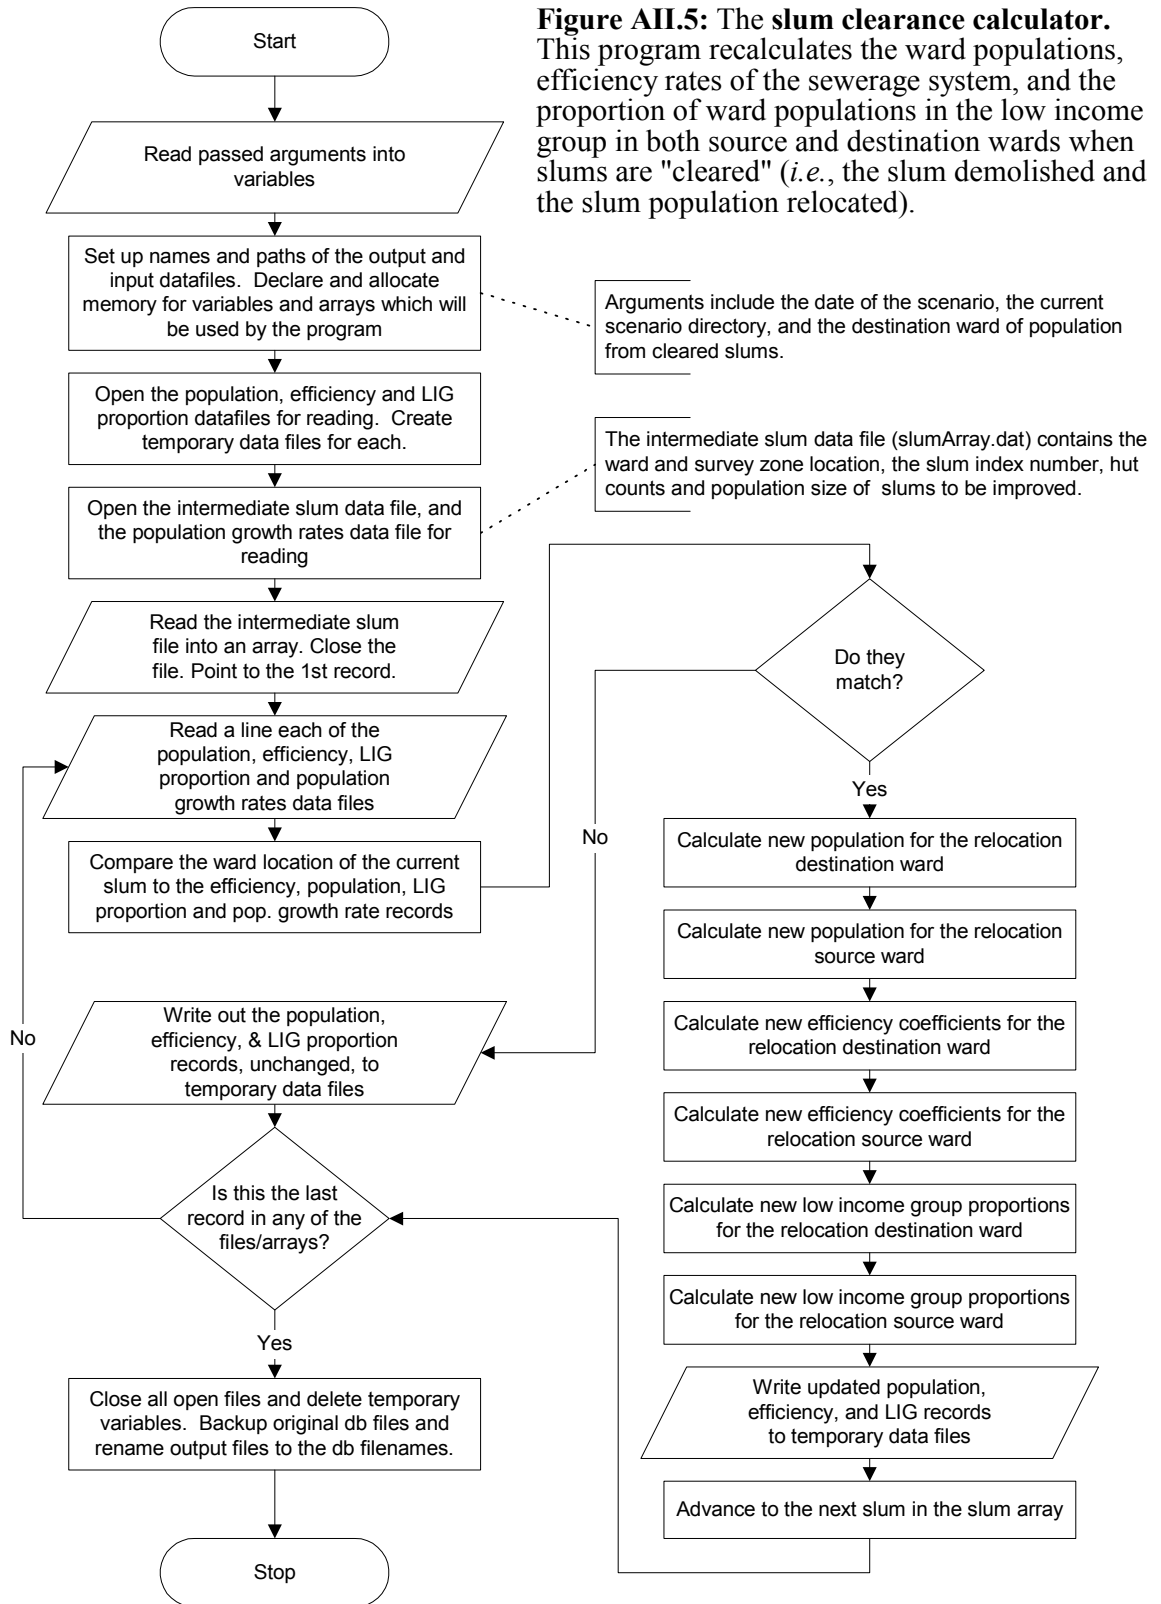 Figure AII.5: The slum clearance calculator.
This program recalculates the ward populations,
efficiency rates of the sewerage system, and the
proportion of ward populations in the low income
group in both source and destination wards when
slums are "cleared" (i.e., the slum demolished and
the slum population relocated).
Start
Read passed arguments into
variables
Set up names and paths of the output and
input datafiles. Declare and allocate
memory for variables and arrays which will
be used by the program
Arguments include the date of the scenario, the current
scenario directory, and the destination ward of population
from cleared slums.
Open the population, efficiency and LIG
proportion datafiles for reading. Create
temporary data files for each.
Open the intermediate slum data file, and
the population growth rates data file for
reading
The intermediate slum data file (slumArray.dat) contains the
ward and survey zone location, the slum index number, hut
counts and population size of slums to be improved.
Read the intermediate slum
file into an array. Close the
file. Point to the 1st record.
Read a line each of the
population, efficiency, LIG
proportion and population
growth rates data files
Compare the ward location of the current
slum to the efficiency, population, LIG
proportion and pop. growth rate records
Do they
match?
No
Yes
Write out the population,
efficiency, & LIG proportion
records, unchanged, to
temporary data files
Is this the last
record in any of the
files/arrays?
No
Yes
Close all open files and delete temporary
variables. Backup original db files and
rename output files to the db filenames.
Stop
Calculate new population for the relocation
destination ward
Calculate new population for the relocation
source ward
Calculate new efficiency coefficients for the
relocation destination ward
Calculate new efficiency coefficients for the
relocation source ward
Calculate new low income group proportions
for the relocation destination ward
Calculate new low income group proportions
for the relocation source ward
Write updated population,
efficiency, and LIG records
to temporary data files
Advance to the next slum in the slum array